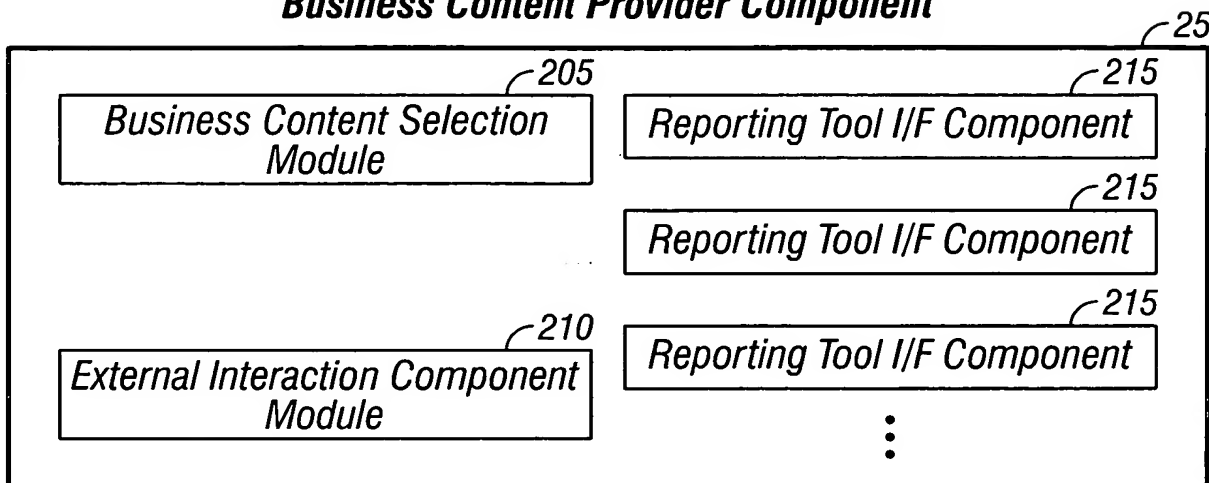 Business Content Provider Component
25
205
Business Content Selection
Module
215
Reporting Tool I/F Component
215
Reporting Tool I/F Component
210
External Interaction Component
Module
215
Reporting Tool I/F Component